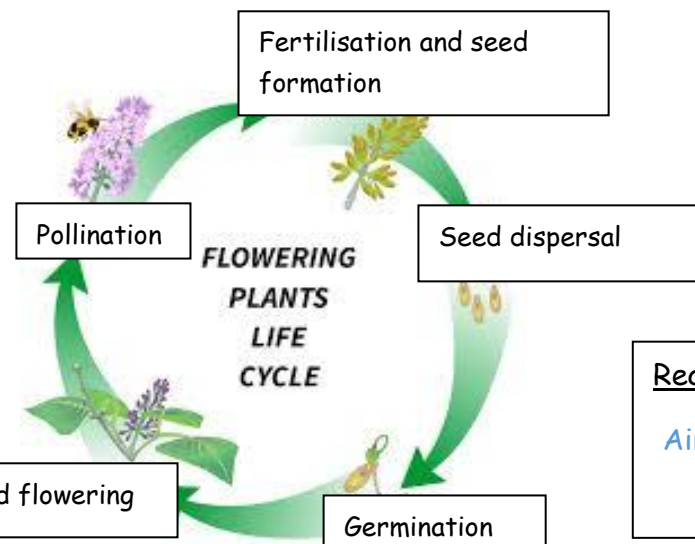 Fertilisation and seed
formation
Pollination
Seed dispersal
FLOWERING
PLANTS
LIFE
CYCLE
flowering
Germination